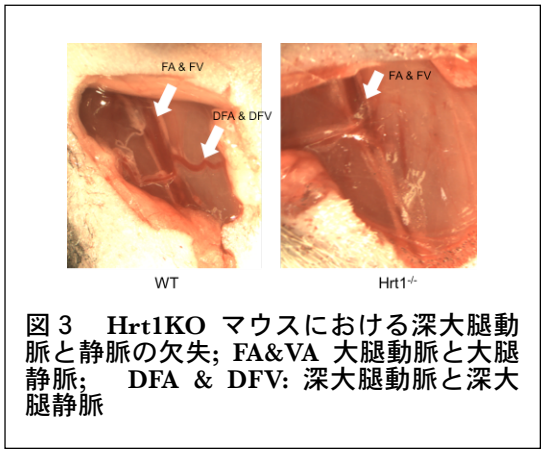 FA & FV
DFA & DFV
FA & FV
WT
Hrt1-/-
図３ Hrt1KO マウスにおける深大腿動
脈と静脈の欠失; FA&VA 大腿動脈と大腿
静脈; DFA & DFV: 深大腿動脈と深大
腿静脈